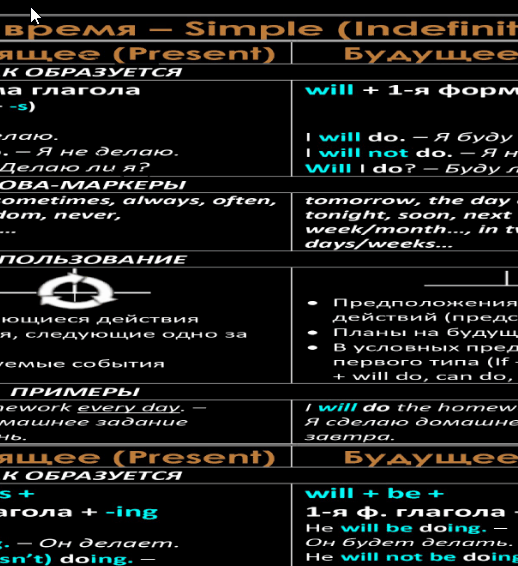 время – Simple (Indefinit
ящее (Present)
Будущее
К ОБРАЗУЕТСЯ
ма глагола
+ -s)
will + 1-я форм
елаю.
. – Я не делаю.
Делаю ли я?
I will do. – Я буду
I will not do. – Я н
Will I do? – Буду л
ОВА-МАРКЕРЫ
ometimes, always, often,
dom, never,
...
tomorrow, the day
tonight, soon, next
week/month..., in tw
days/weeks...
ПОЛЬЗОВАНИЕ
ющиеся действия
я, следующие одно за
уемые события
• Предположения
действий (предс
• Планы на будущ
• В условных пред
первого типа (If
+ will do, can do,
ПРИМЕРЫ
nework every day. –
машнее задание
нь.
I will do the homew
Я сделаю домашне
завтра.
ящее (Present)
Будущее
К ОБРАЗУЕТСЯ
s +
агола + -ing
will + be +
1-я ф. глагола
. – Он делает.
sn’t) doing. –
He will be doing. –
Он будет делать.
He will not be doing